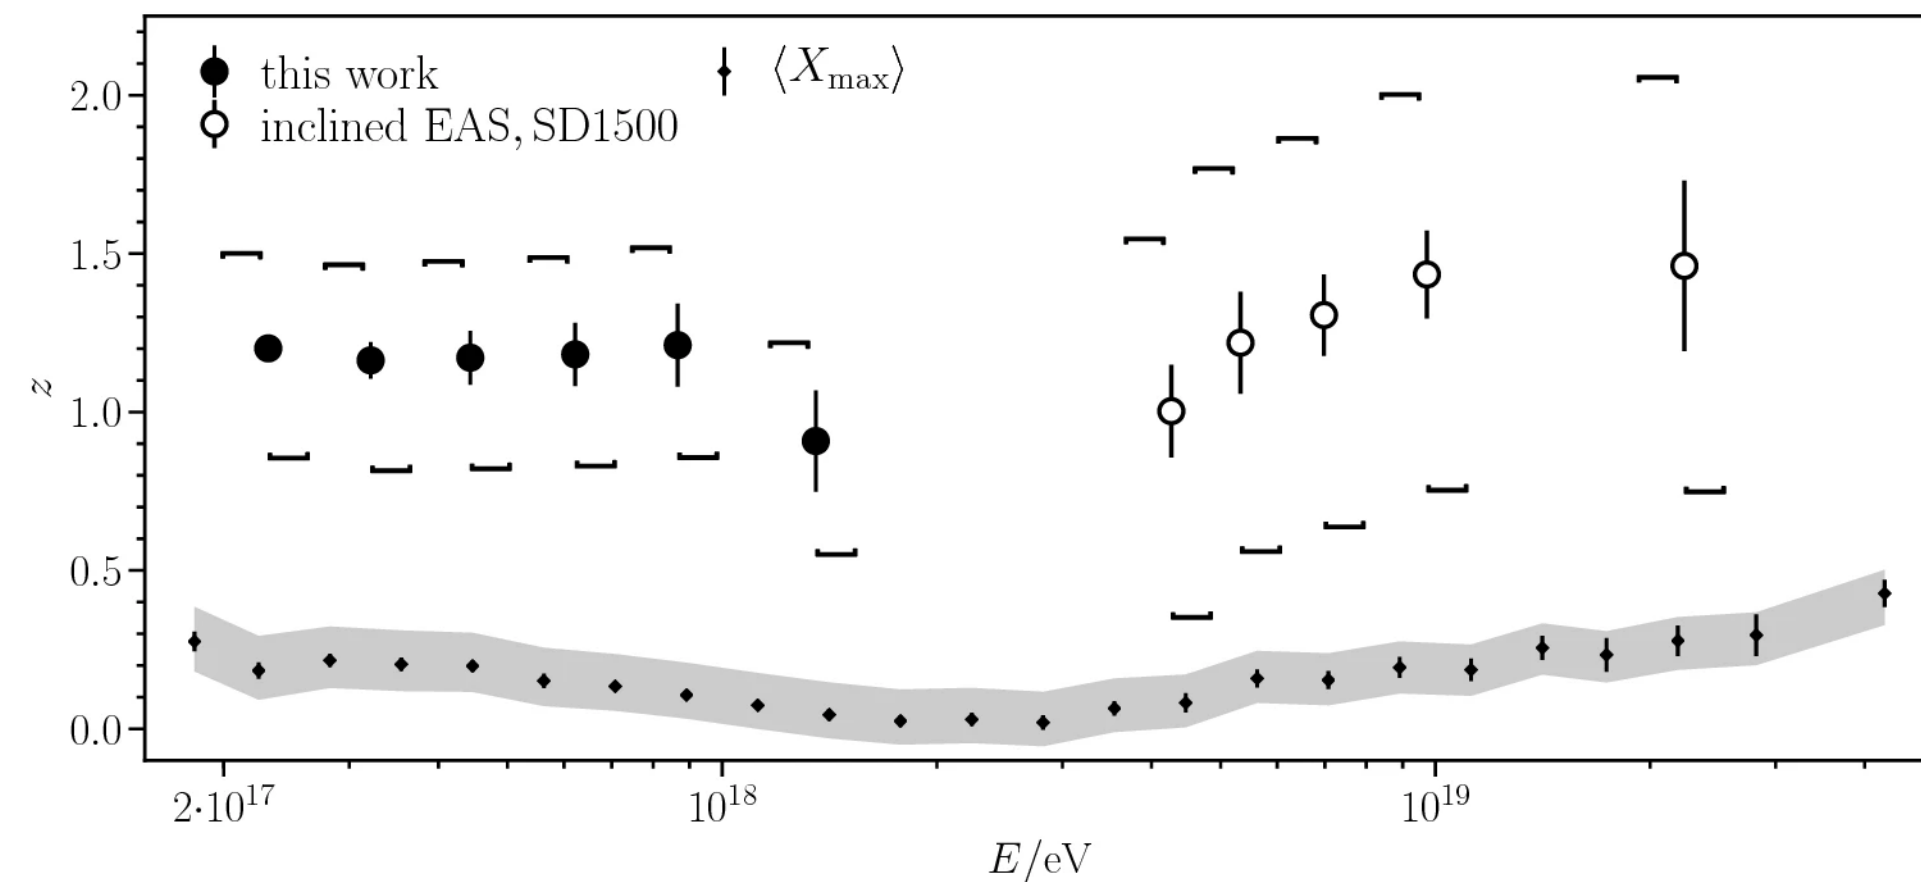 this work
⟨X_max⟩
inclined EAS, SD1500
2.0
1.5
1.0
0.5
0.0
z
2·10^17
10^18
10^19
E/eV